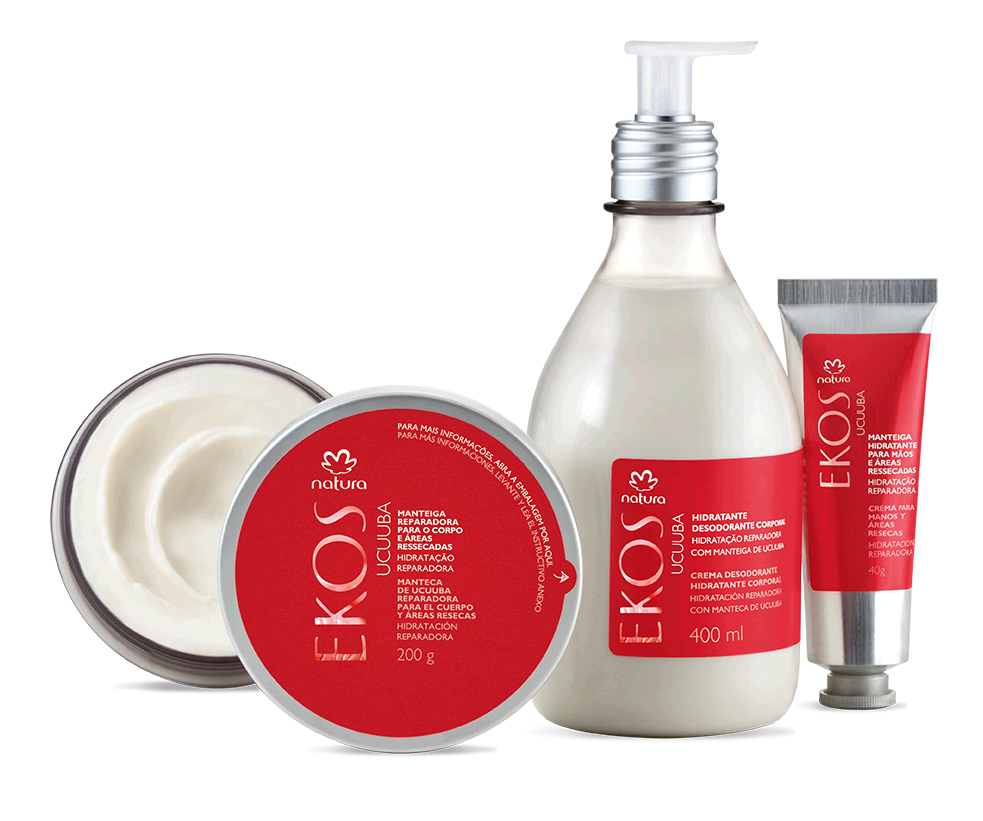 PARA MAIS INFORMAÇÕES, ABRA A EMBALAGEM POR AQUI.
PARA MÁS INFORMACIONES, LEVANTE Y LEA EL INSTRUCTIVO ANEXO
natura
EKOS
UCUUBA
MANTEIGA
REPARADORA
PARA O CORPO
E ÁREAS
RESSECADAS
HIDRATAÇÃO
REPARADORA
MANTECA
DE UCUUBA
REPARADORA
PARA EL CUERPO
Y ÁREAS RESECAS
HIDRATACIÓN
REPARADORA
200 g
natura
EKOS
UCUUBA
HIDRATANTE
DESODORANTE CORPORAL
HIDRATAÇÃO REPARADORA
COM MANTEIGA DE UCUUBA
CREMA DESODORANTE
HIDRATANTE CORPORAL
HIDRATACIÓN REPARADORA
CON MANTECA DE UCUUBA
400 ml
natura
EKOS
UCUUBA
MANTEIGA
HIDRATANTE
PARA MÃOS
E ÁREAS
RESSECADAS
HIDRATAÇÃO
REPARADORA
CREMA PARA
MANOS Y
ÁREAS
RESECAS
HIDRATACIÓN
REPARADORA
40g